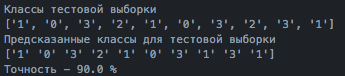 Классы тестовой выборки
['1', '0', '3', '2', '1', '0', '3', '2', '3', '1']
Предсказанные классы для тестовой выборки
['1' '0' '3' '2' '1' '0' '3' '1' '3' '1']
Точность – 90.0 %